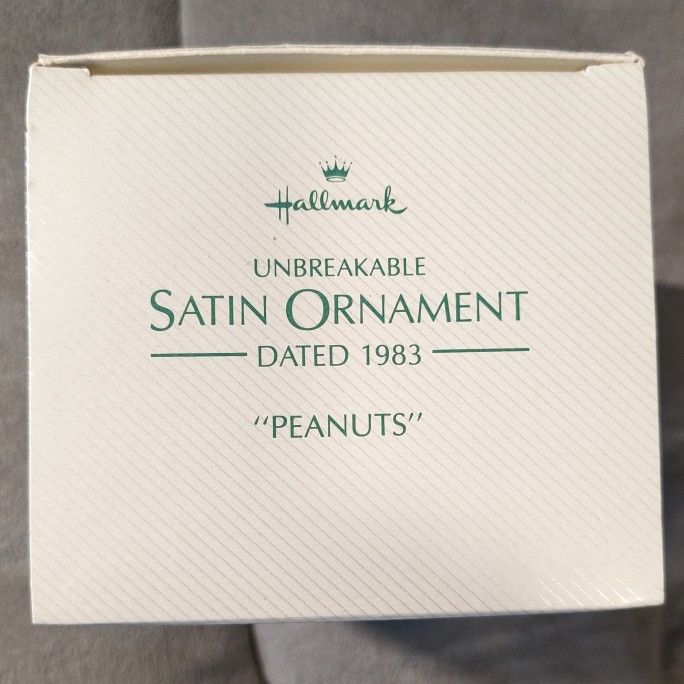 Hallmark
UNBREAKABLE
SATIN ORNAMENT
DATED 1983
"PEANUTS"